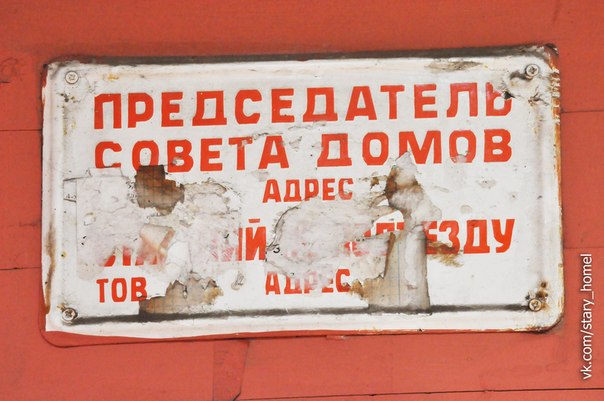 ПРЕДСЕДАТЕЛЬ
СОВЕТА ДОМОВ
АДРЕС
ТОВ
АДРЕС
vk.com/stary_homel